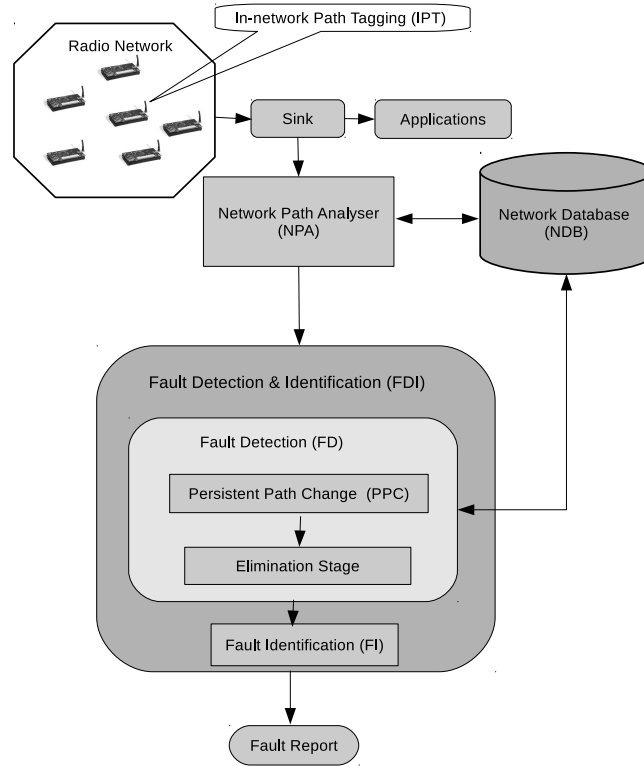 In-network Path Tagging (IPT)
Radio Network
Sink
Applications
Network Path Analyser
(NPA)
Network Database
(NDB)
Fault Detection & Identification (FDI)
Fault Detection (FD)
Persistent Path Change (PPC)
Elimination Stage
Fault Identification (FI)
Fault Report